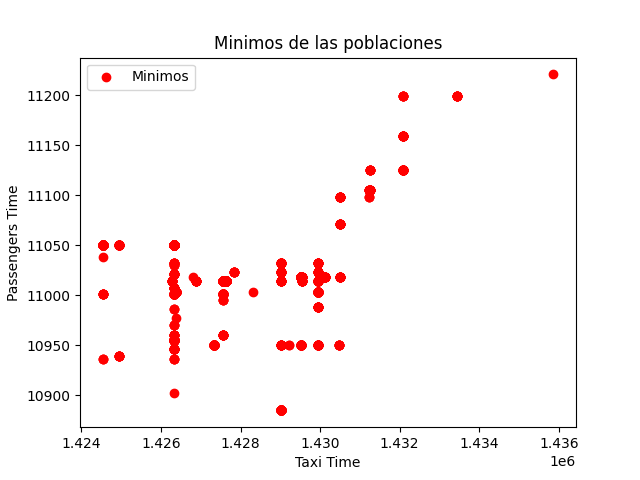 Minimos de las poblaciones
Minimos
Passengers Time
11200
11150
11100
11050
11000
10950
10900
1.424 1.426 1.428 1.430 1.432 1.434 1.436
1e6
Taxi Time